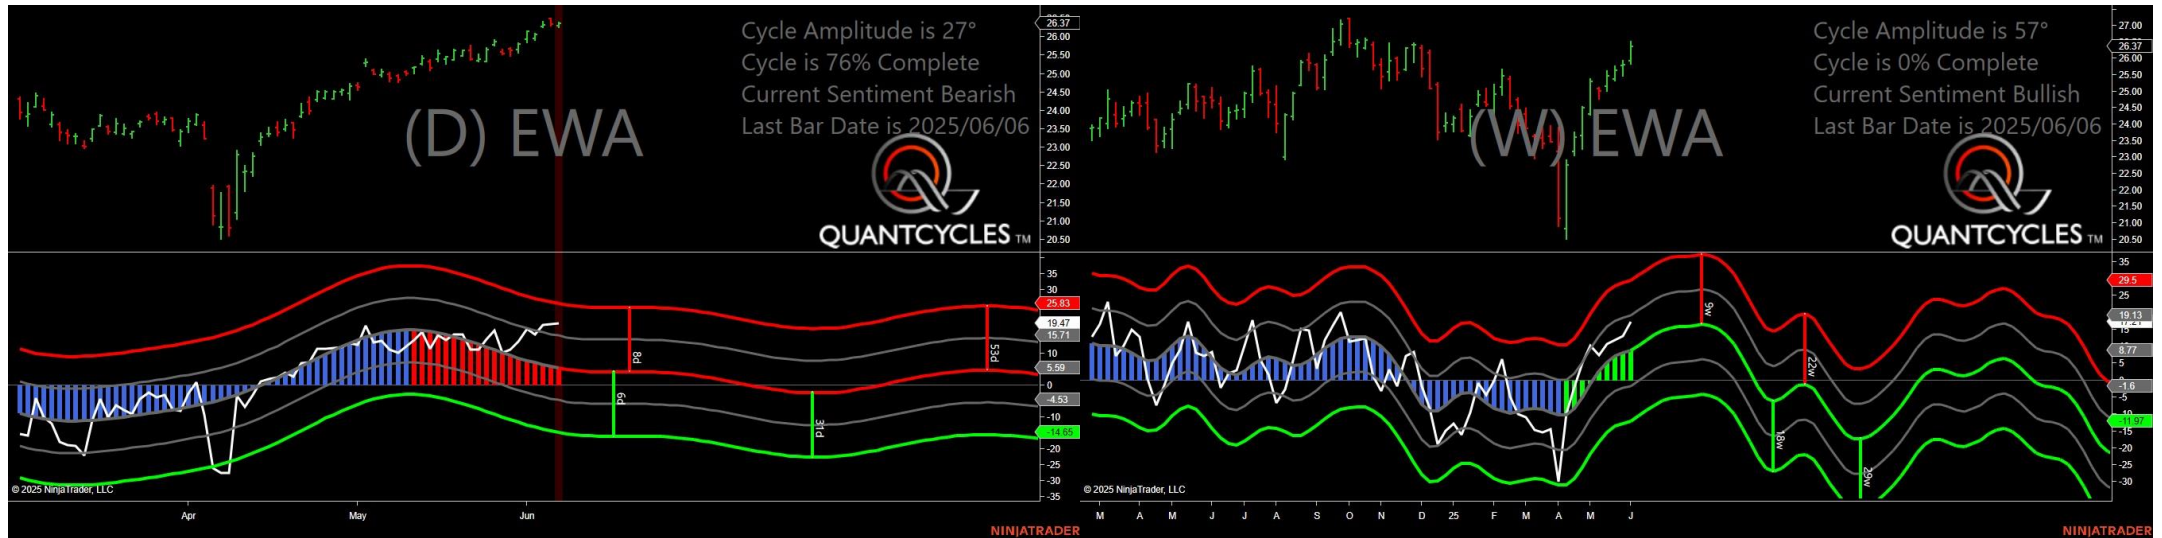 Cycle Amplitude is 27°
Cycle is 76% Complete
Current Sentiment Bearish
Last Bar Date is 2025/06/06
(D) EWA
QUANTCYCLES TM
26.37
26.00
25.50
25.00
24.50
24.00
23.50
23.00
22.50
22.00
21.50
21.00
20.50
35
30
25.83
19.47
15.71
10
5.59
0
-4.53
-10
-14.65
-20
-25
-30
-35
8d
6d
31d
53d
© 2025 NinjaTrader, LLC
Apr May Jun
NINJATRADER
Cycle Amplitude is 57°
Cycle is 0% Complete
Current Sentiment Bullish
Last Bar Date is 2025/06/06
(W) EWA
QUANTCYCLES TM
27.00
26.37
26.00
25.50
25.00
24.50
24.00
23.50
23.00
22.50
22.00
21.50
21.00
20.50
35
29.5
25
19.13
15
8.77
5
-1.6
-5
-11.97
-15
-20
-25
-30
9w
22w
18w
29w
© 2025 NinjaTrader, LLC
M A M J J A S O N D 25 F M A M J
NINJATRADER